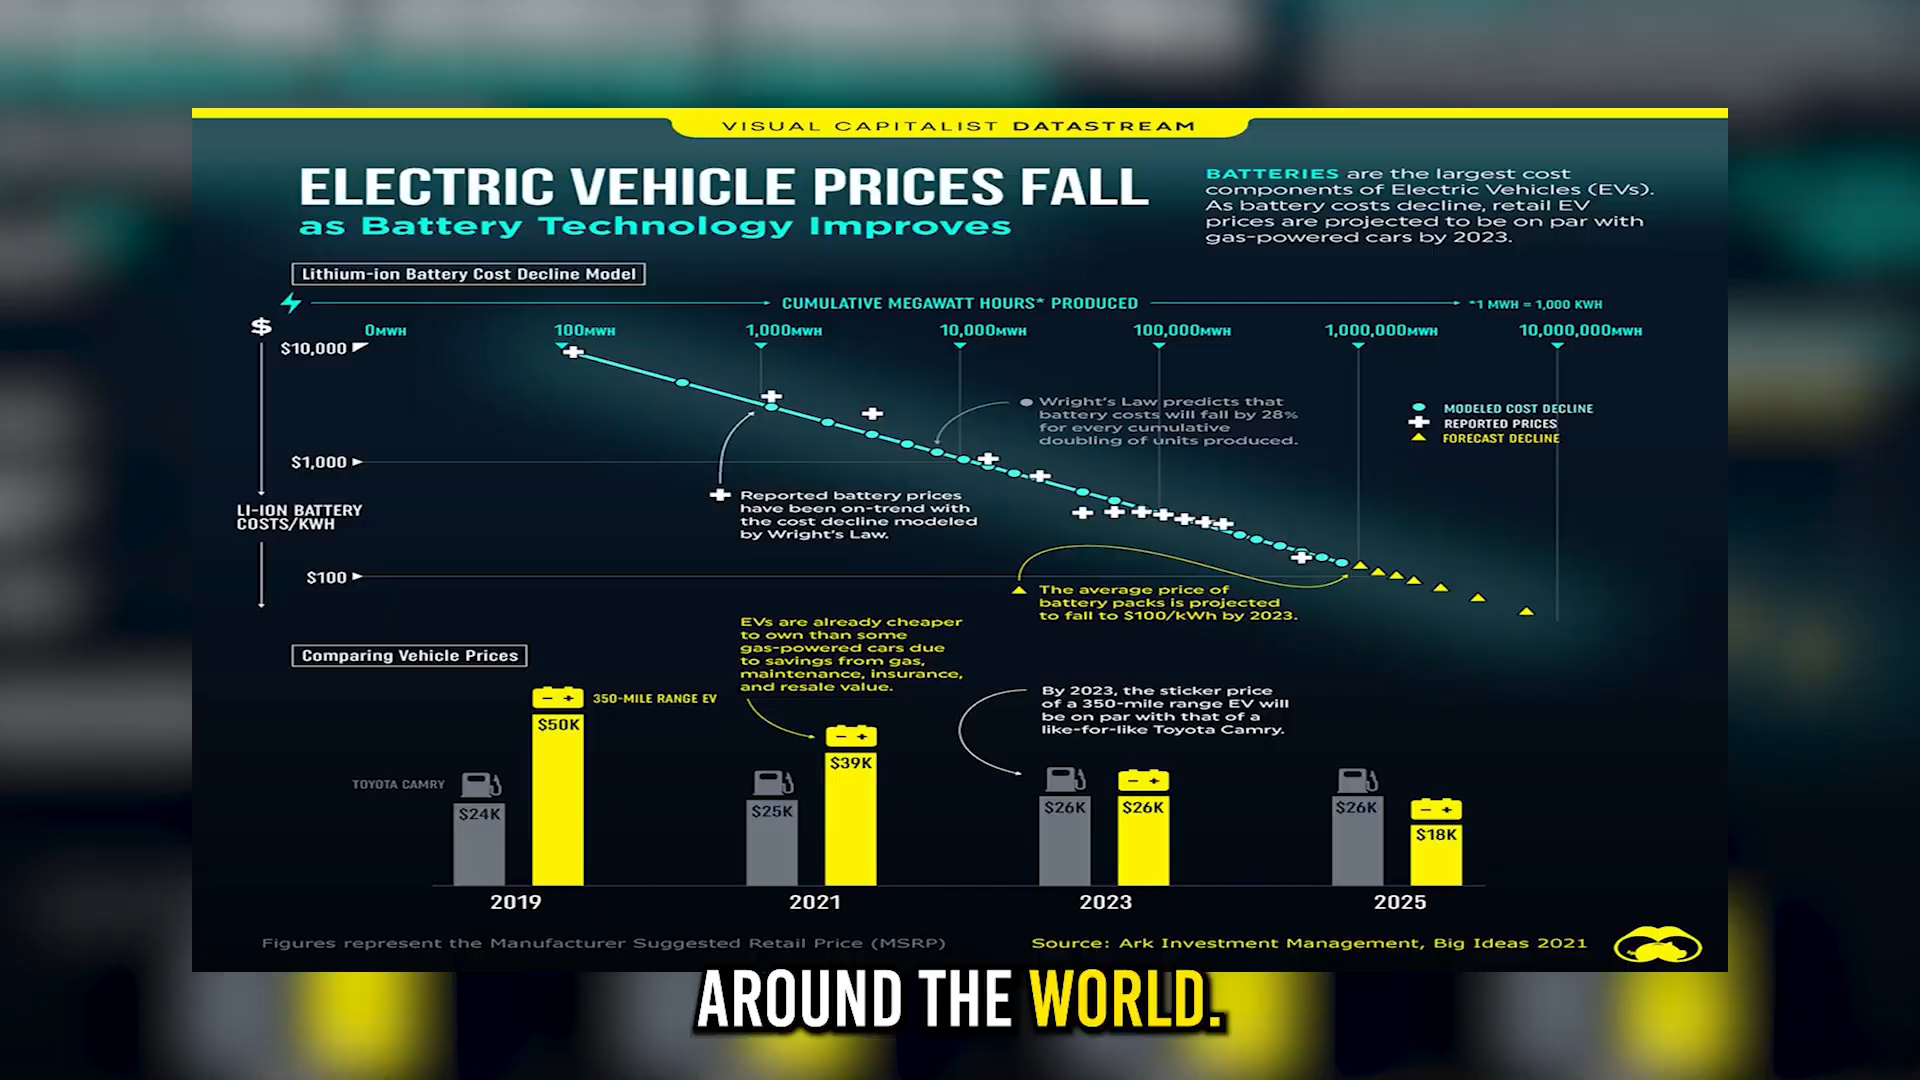 VISUAL CAPITALIST DATASTREAM
ELECTRIC VEHICLE PRICES FALL
as Battery Technology Improves
BATTERIES are the largest cost
components of Electric Vehicles (EVs).
As battery costs decline, retail EV
prices are projected to be on par with
gas-powered cars by 2023.
Lithium-ion Battery Cost Decline Model
CUMULATIVE MEGAWATT HOURS* PRODUCED
*1 MWH = 1,000 KWH
$
0MWH 100MWH 1,000MWH 10,000MWH 100,000MWH 1,000,000MWH 10,000,000MWH
$10,000
$1,000
LI-ION BATTERY
COSTS/KWH
$100
Wright's Law predicts that
battery costs will fall by 28%
for every cumulative
doubling of units produced.
MODELED COST DECLINE
REPORTED PRICES
FORECAST DECLINE
Reported battery prices
have been on-trend with
the cost decline modeled
by Wright's Law.
The average price of
battery packs is projected
to fall to $100/kWh by 2023.
Comparing Vehicle Prices
EVs are already cheaper
to own than some
gas-powered cars due
to savings from gas,
maintenance, insurance,
and resale value.
By 2023, the sticker price
of a 350-mile range EV will
be on par with that of a
like-for-like Toyota Camry.
350-MILE RANGE EV
TOYOTA CAMRY
$24K $50K $25K $39K $26K $26K $26K $18K
2019 2021 2023 2025
Figures represent the Manufacturer Suggested Retail Price (MSRP)
Source: Ark Investment Management, Big Ideas 2021
AROUND THE WORLD.